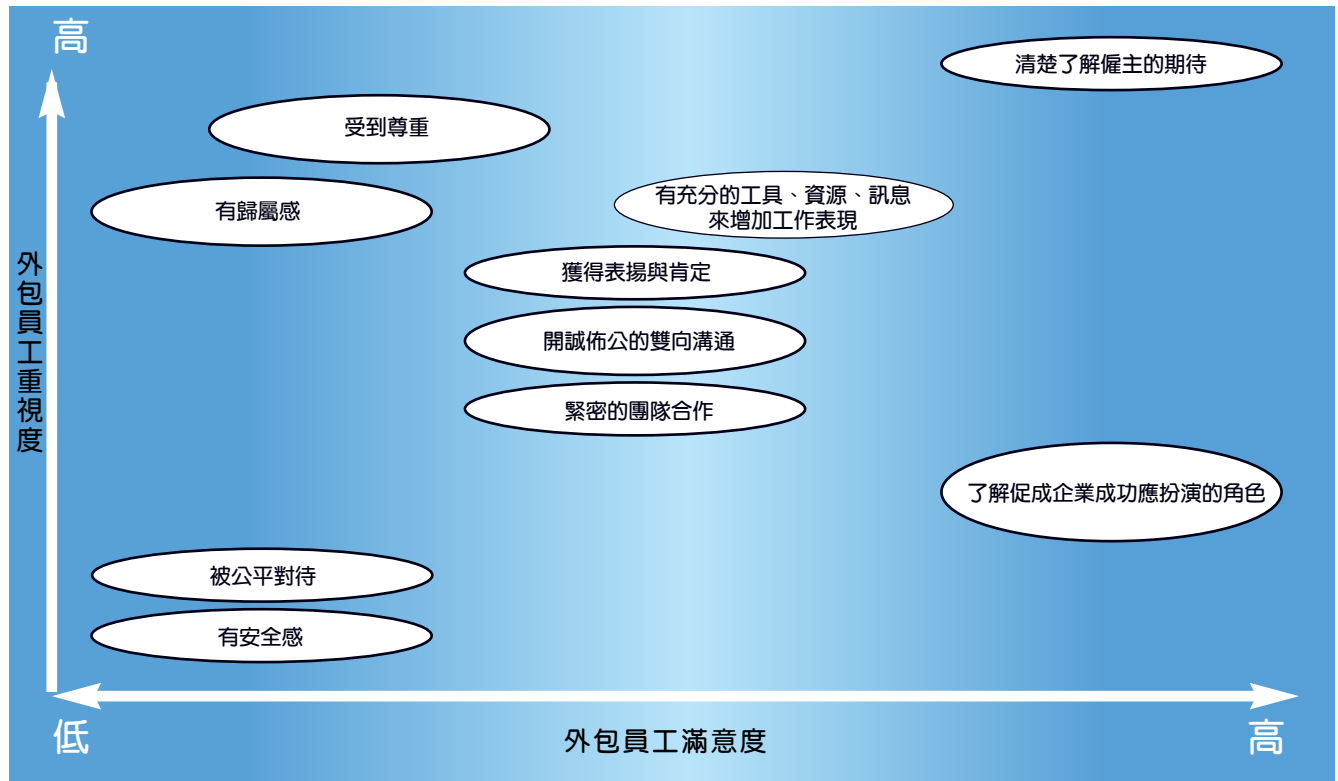 高
清楚了解僱主的期待
受到尊重
有歸屬感
有充分的工具、資源、訊息
來增加工作表現
獲得表揚與肯定
開誠佈公的雙向溝通
緊密的團隊合作
外包員工重視度
了解促成企業成功應扮演的角色
被公平對待
有安全感
低
外包員工滿意度
高